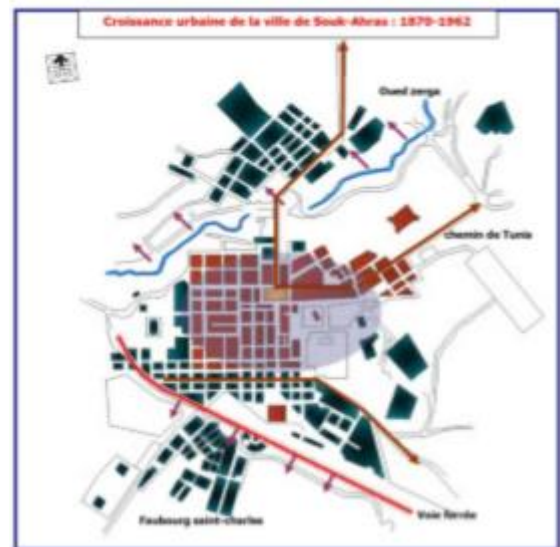 Croissance urbaine de la ville de Souk-Ahras : 1870-1962
Oued zerga
chemin de Tunis
Voie férrée
Faubourg saint-charles